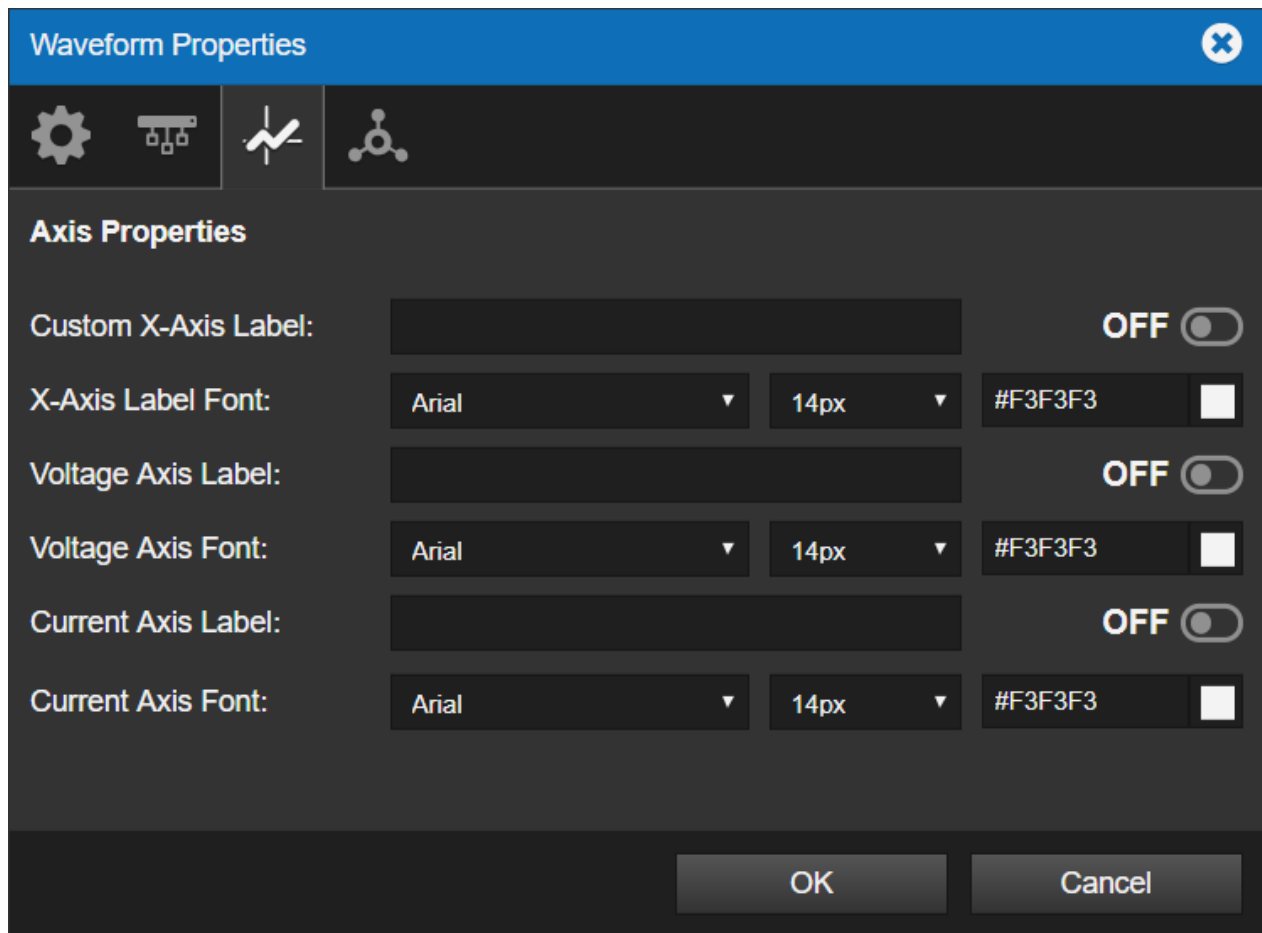 Waveform Properties
Axis Properties
Custom X-Axis Label: OFF
X-Axis Label Font: Arial 14px #F3F3F3
Voltage Axis Label: OFF
Voltage Axis Font: Arial 14px #F3F3F3
Current Axis Label: OFF
Current Axis Font: Arial 14px #F3F3F3
OK Cancel